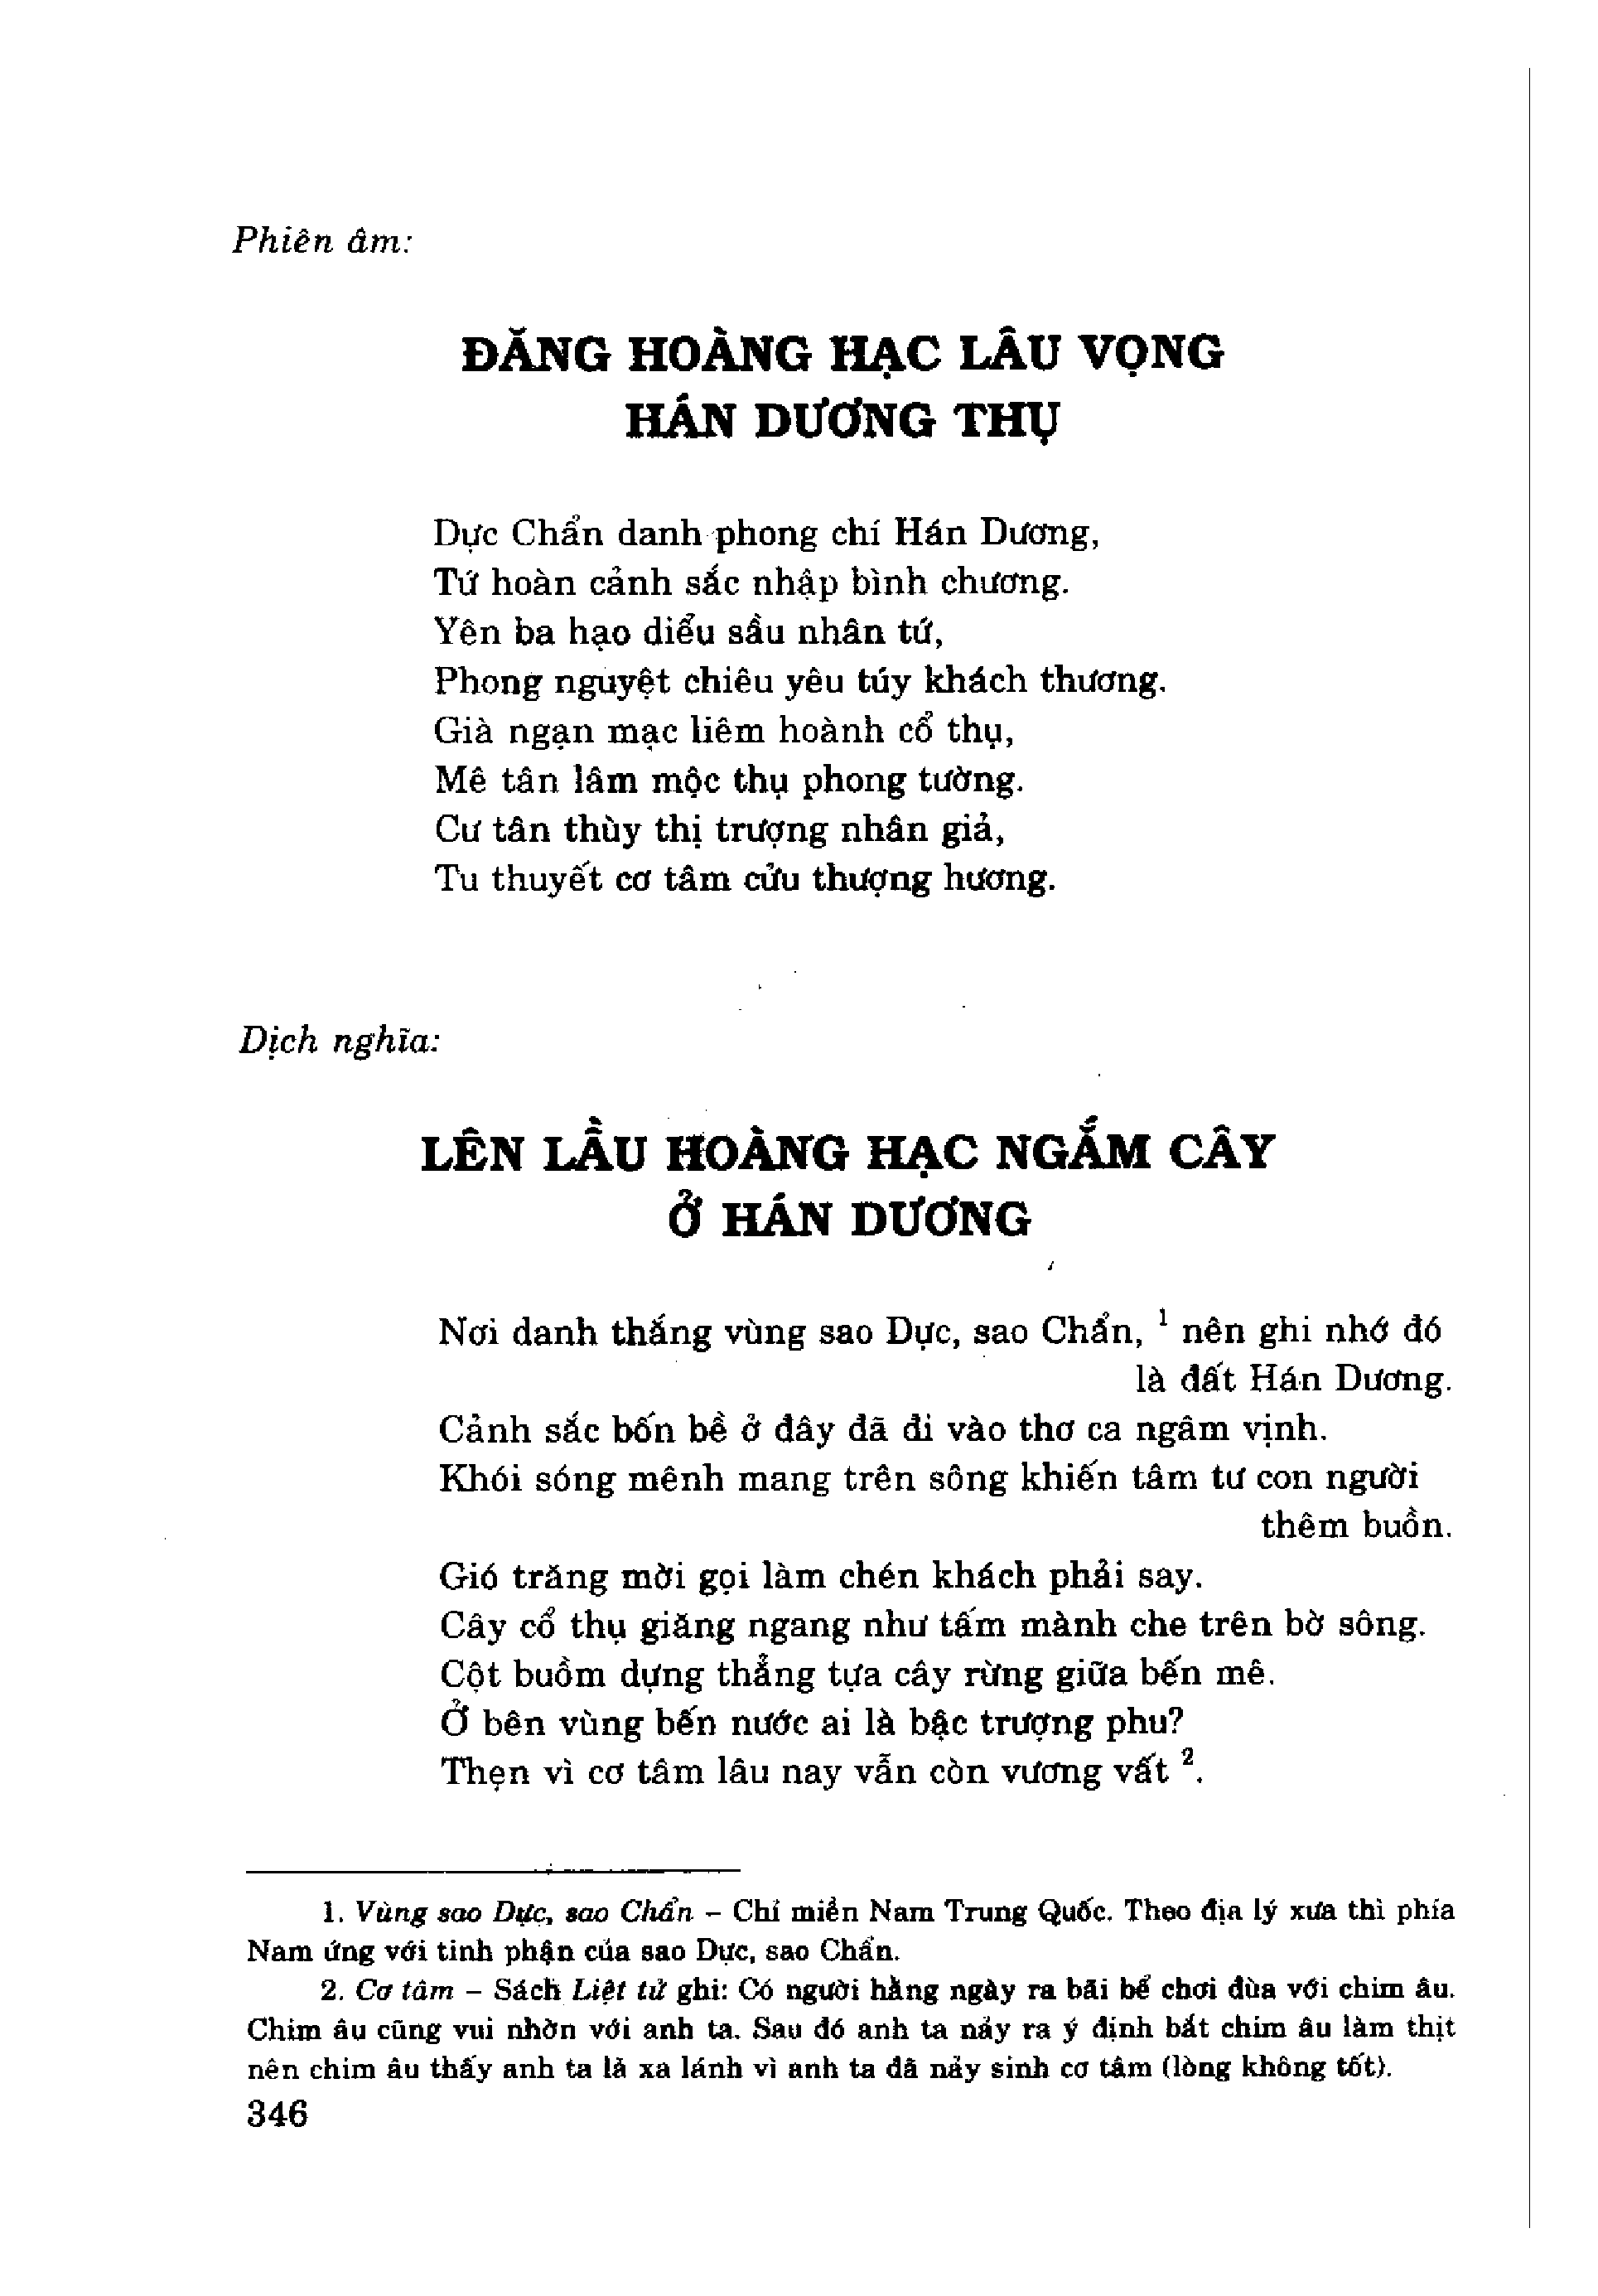 Phiên âm:
ĐĂNG HOÀNG HẠC LÂU VỌNG
HÁN DƯƠNG THỤ
Dực Chẩn danh phong chí Hán Dương,
Tứ hoàn cảnh sắc nhập bình chương.
Yên ba hạo diểu sầu nhân tứ,
Phong nguyệt chiêu yêu túy khách thương.
Già ngạn mạc liêm hoành cổ thụ,
Mê tân lâm mộc thụ phong tường.
Cư tân thùy thị trượng nhân giả,
Tu thuyết cơ tâm cửu thượng hương.
Dịch nghĩa:
LÊN LẦU HOÀNG HẠC NGẮM CÂY
Ở HÁN DƯƠNG
Nơi danh thắng vùng sao Dực, sao Chẩn, ¹ nên ghi nhớ đó
là đất Hán Dương.
Cảnh sắc bốn bề ở đây đã đi vào thơ ca ngâm vịnh.
Khói sóng mênh mang trên sông khiến tâm tư con người
thêm buồn.
Gió trăng mời gọi làm chén khách phải say.
Cây cổ thụ giăng ngang như tấm mành che trên bờ sông.
Cột buồm dựng thẳng tựa cây rừng giữa bến mê.
Ở bên vùng bến nước ai là bậc trượng phu?
Thẹn vì cơ tâm lâu nay vẫn còn vương vất ².
1. Vùng sao Dực, sao Chẩn – Chỉ miền Nam Trung Quốc. Theo địa lý xưa thì phía
Nam ứng với tinh phận của sao Dực, sao Chẩn.
2. Cơ tâm – Sách Liệt tử ghi: Có người hằng ngày ra bãi bể chơi đùa với chim âu.
Chim âu cũng vui nhờn với anh ta. Sau đó anh ta nảy ra ý định bắt chim âu làm thịt
nên chim âu thấy anh ta là xa lánh vì anh ta đã nảy sinh cơ tâm (lòng không tốt).
346